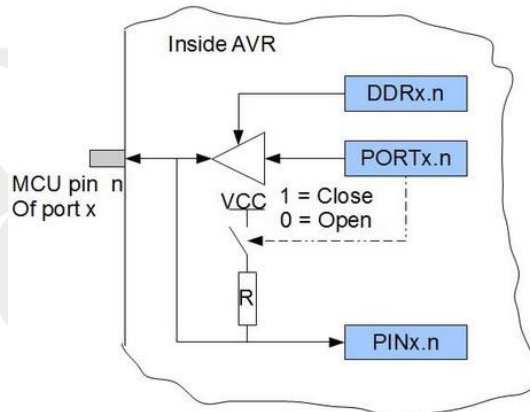 Inside AVR
DDRx.n
PORTx.n
MCU pin n
Of port x
VCC
1 = Close
0 = Open
R
PINx.n